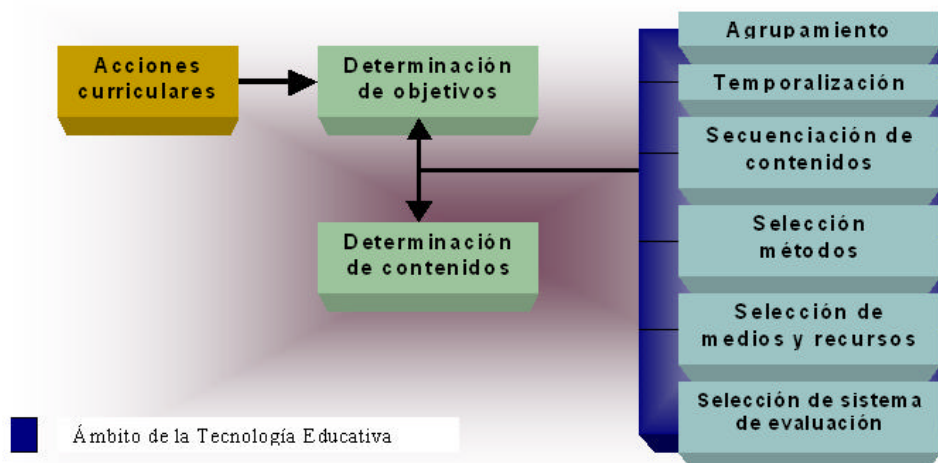 Acciones
curriculares
Determinación
de objetivos
Determinación
de contenidos
Agrupamiento
Temporalización
Secuenciación de
contenidos
Selección
métodos
Selección de
medios y recursos
Selección de sistema
de evaluación
Ámbito de la Tecnología Educativa